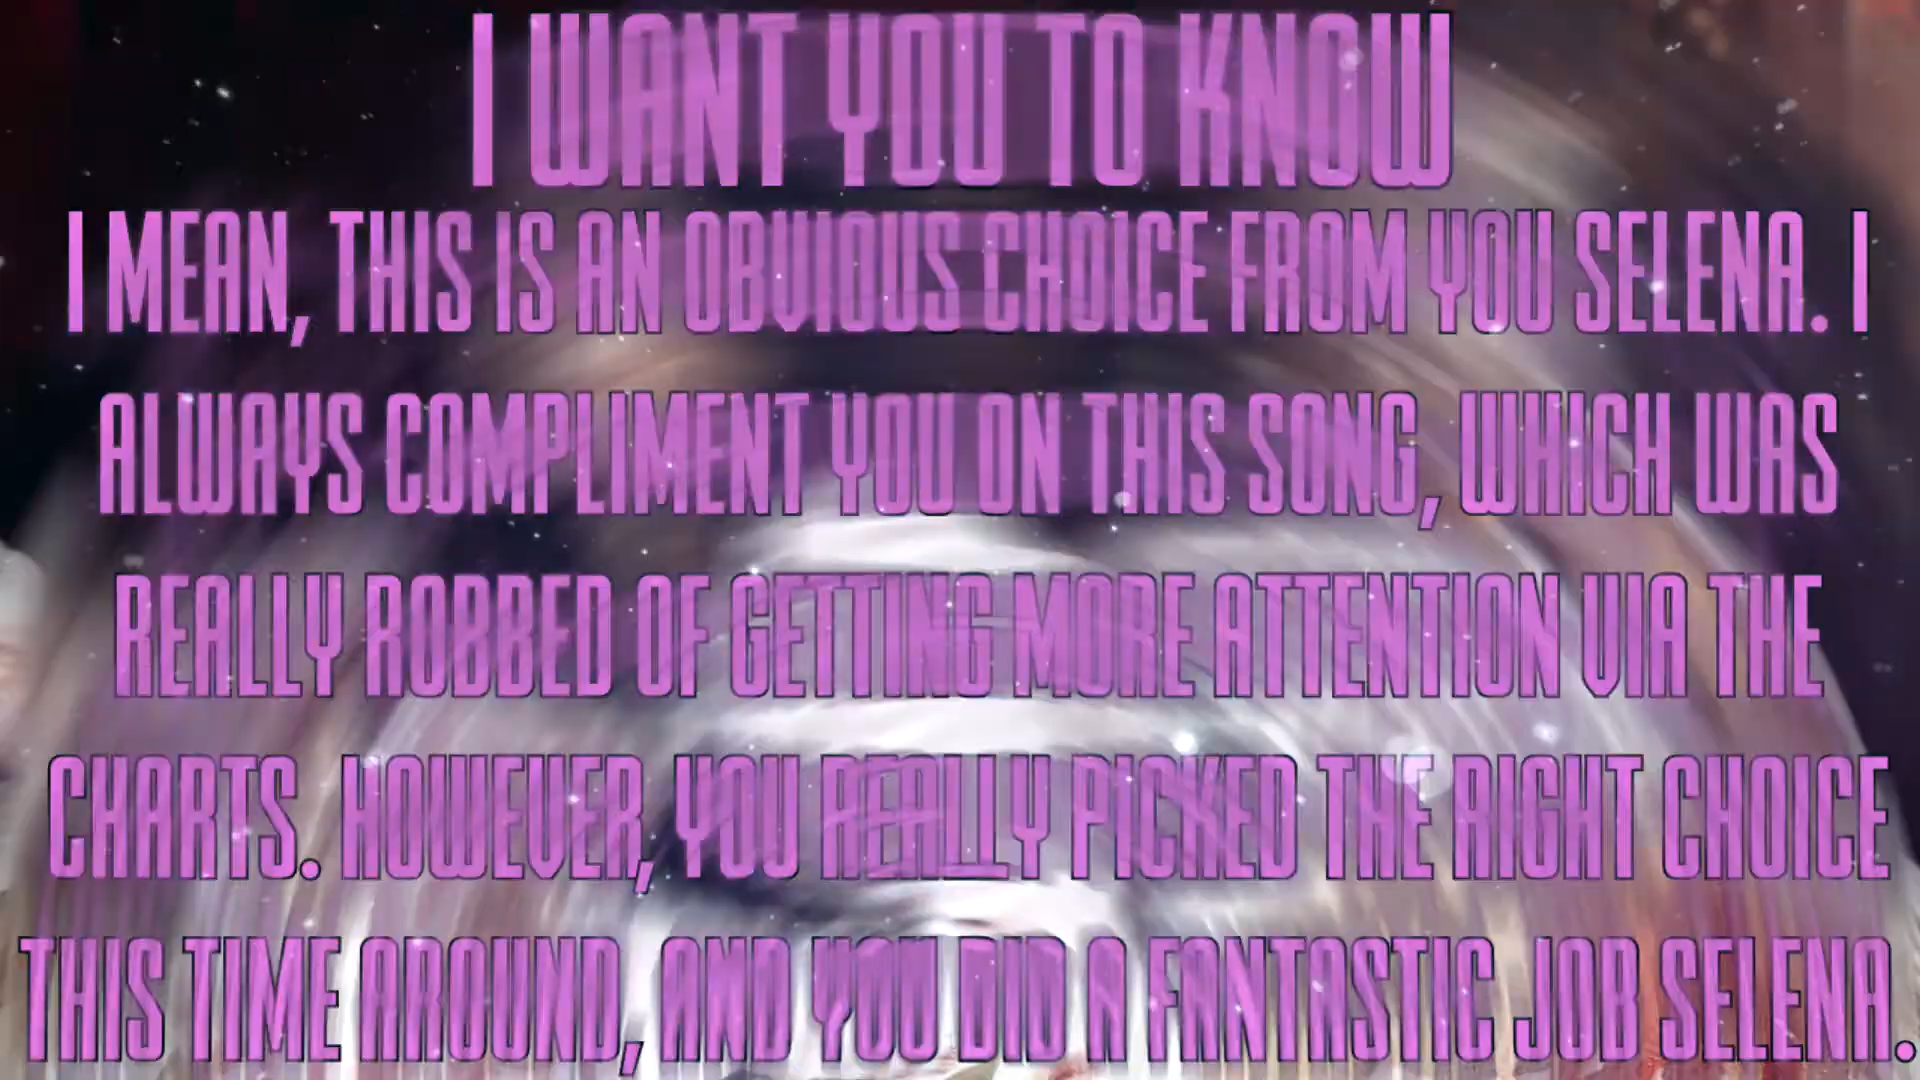 I WANT YOU TO KNOW
I MEAN, THIS IS AN OBVIOUS CHOICE FROM YOU SELENA. I
ALWAYS COMPLIMENT YOU ON THIS SONG, WHICH WAS
REALLY ROBBED OF GETTING MORE ATTENTION VIA THE
CHARTS. HOWEVER, YOU REALLY PICKED THE RIGHT CHOICE
THIS TIME AROUND, AND YOU DID A FANTASTIC JOB SELENA.